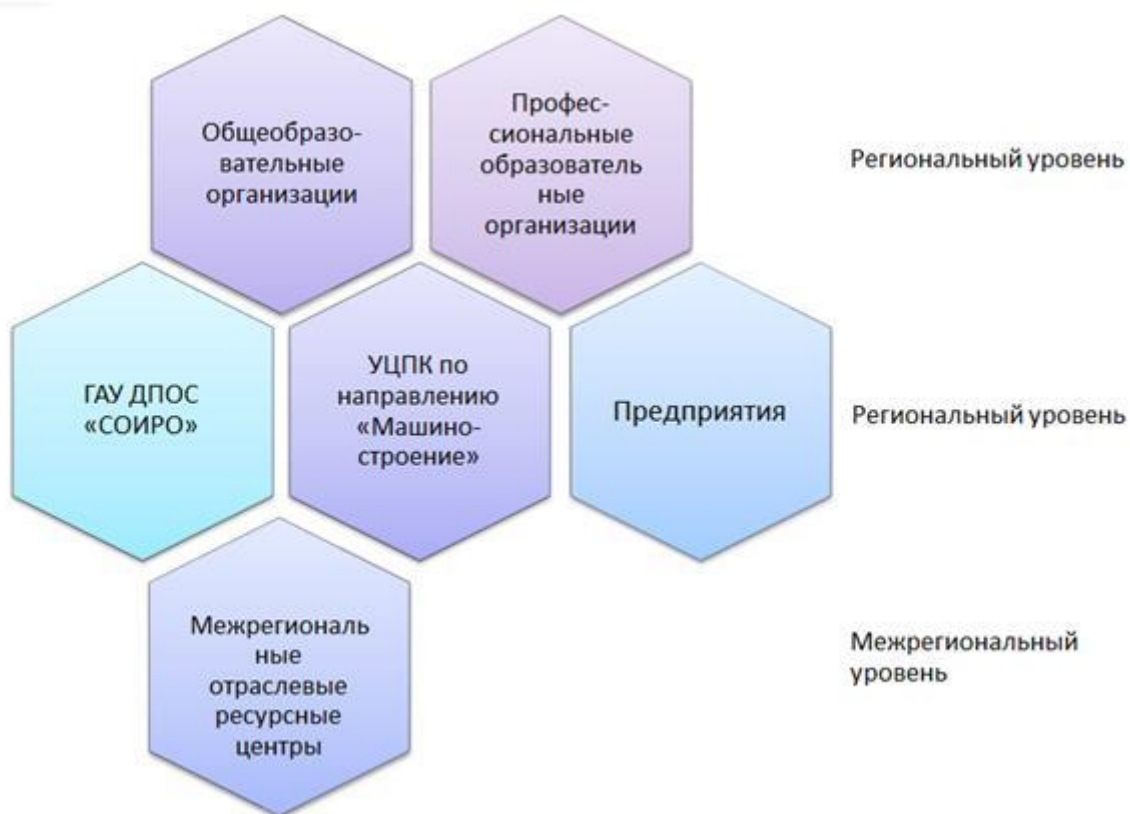 Общеобразо-
вательные
организации
Профес-
сиональные
образователь
ные
организации
Региональный уровень
ГАУ ДПОС
«СОИРО»
УЦПК по
направлению
«Машино-
строение»
Предприятия
Региональный уровень
Межрегиональ
ные
отраслевые
ресурсные
центры
Межрегиональный
уровень